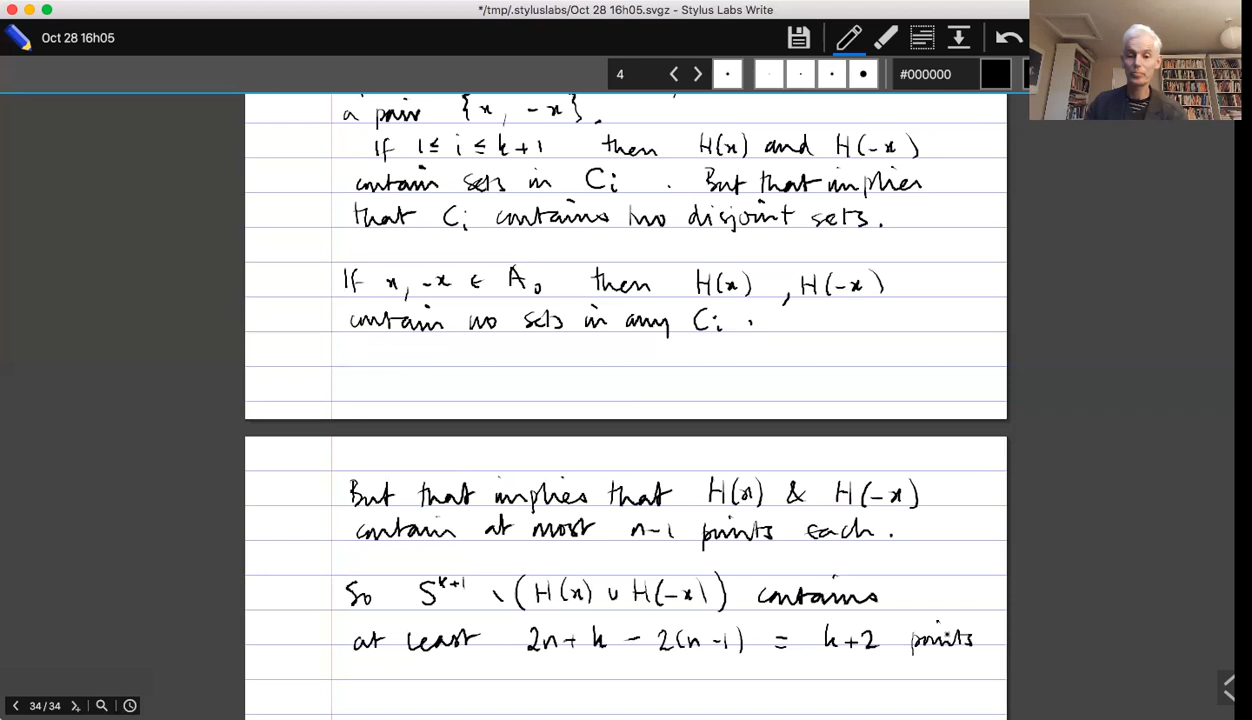 */tmp/.styluslabs/Oct 28 16h05.svgz - Stylus Labs Write
Oct 28 16h05
4
#000000
a pair {x, -x}.
If 1 ≤ i ≤ k+1 then H(x) and H(-x)
contain sets in Ci. But that implies
that Ci contains two disjoint sets.
If x, -x ∈ A₀ then H(x), H(-x)
contain no sets in any Ci.
But that implies that H(x) & H(-x)
contain at most n-1 points each.
So S^{k+1} \ (H(x) ∪ H(-x)) contains
at least 2n+k - 2(n-1) = k+2 points
34/34